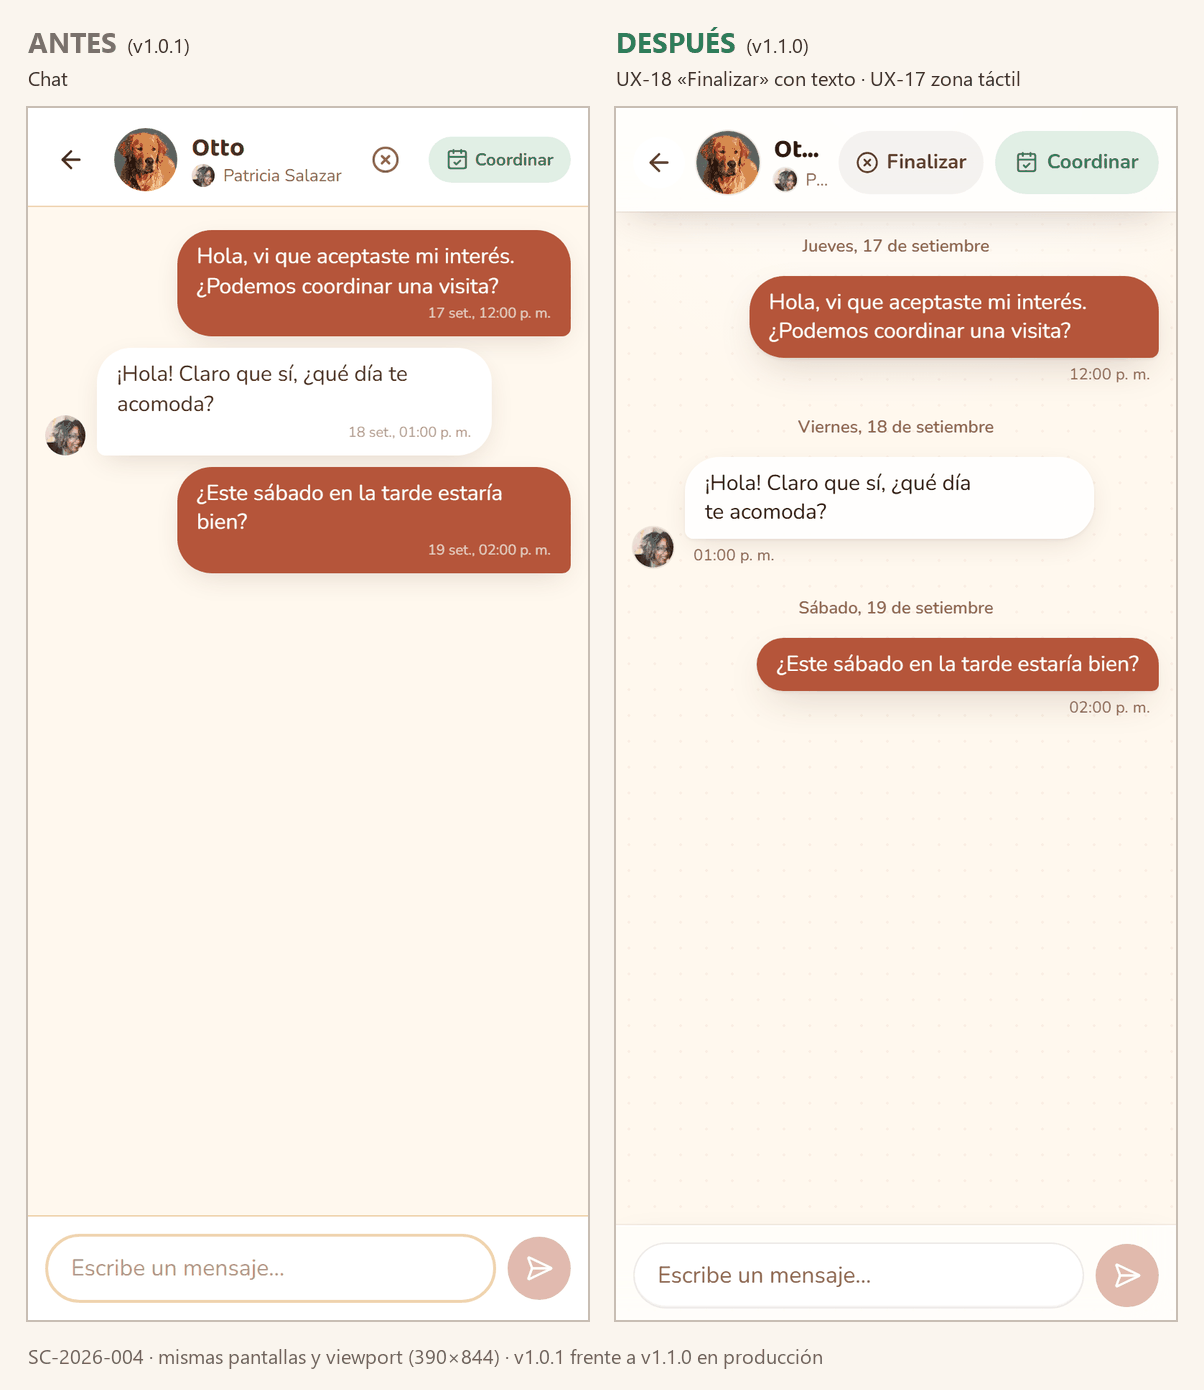 ANTES (v1.0.1)
Chat
Otto
Patricia Salazar
Coordinar
Hola, vi que aceptaste mi interés.
¿Podemos coordinar una visita?
17 set., 12:00 p. m.
¡Hola! Claro que sí, ¿qué día te
acomoda?
18 set., 01:00 p. m.
¿Este sábado en la tarde estaría
bien?
19 set., 02:00 p. m.
Escribe un mensaje...
DESPUÉS (v1.1.0)
UX-18 «Finalizar» con texto · UX-17 zona táctil
Ot...
P...
Finalizar
Coordinar
Jueves, 17 de setiembre
Hola, vi que aceptaste mi interés.
¿Podemos coordinar una visita?
12:00 p. m.
Viernes, 18 de setiembre
¡Hola! Claro que sí, ¿qué día
te acomoda?
01:00 p. m.
Sábado, 19 de setiembre
¿Este sábado en la tarde estaría bien?
02:00 p. m.
Escribe un mensaje...
SC-2026-004 · mismas pantallas y viewport (390×844) · v1.0.1 frente a v1.1.0 en producción